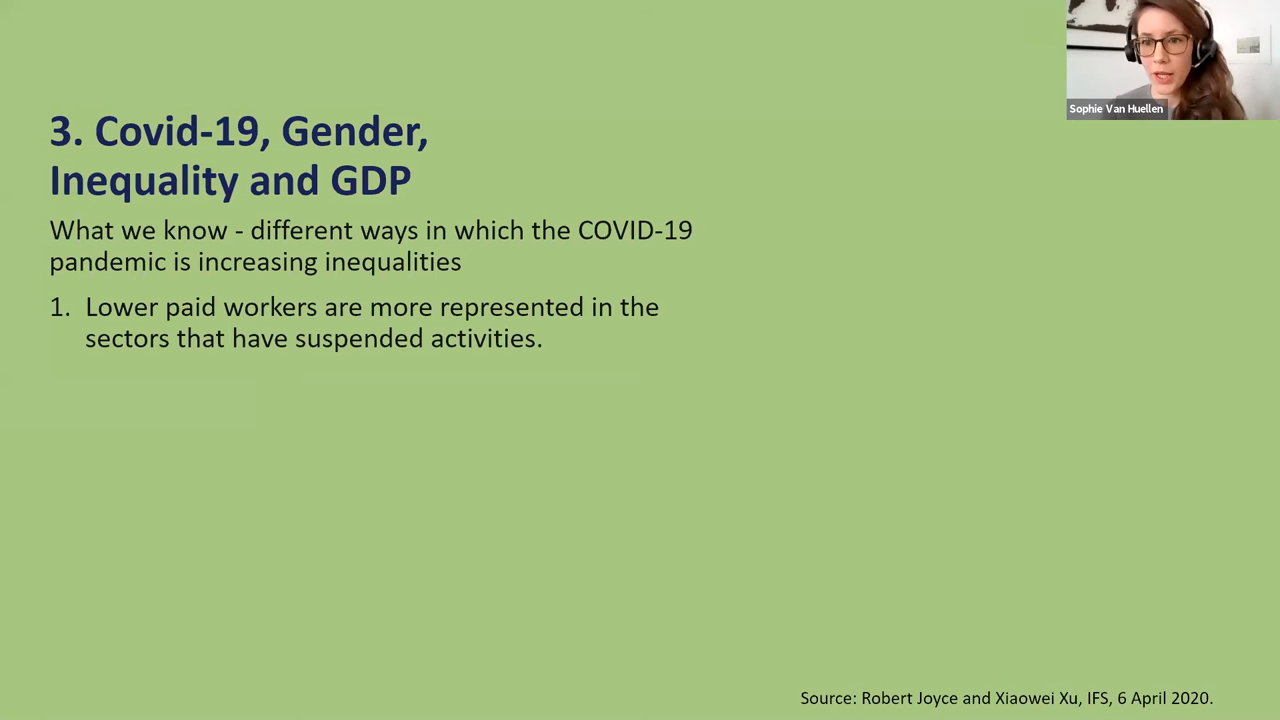 Sophie Van Huellen
3. Covid-19, Gender,
Inequality and GDP
What we know - different ways in which the COVID-19
pandemic is increasing inequalities
1. Lower paid workers are more represented in the
sectors that have suspended activities.
Source: Robert Joyce and Xiaowei Xu, IFS, 6 April 2020.